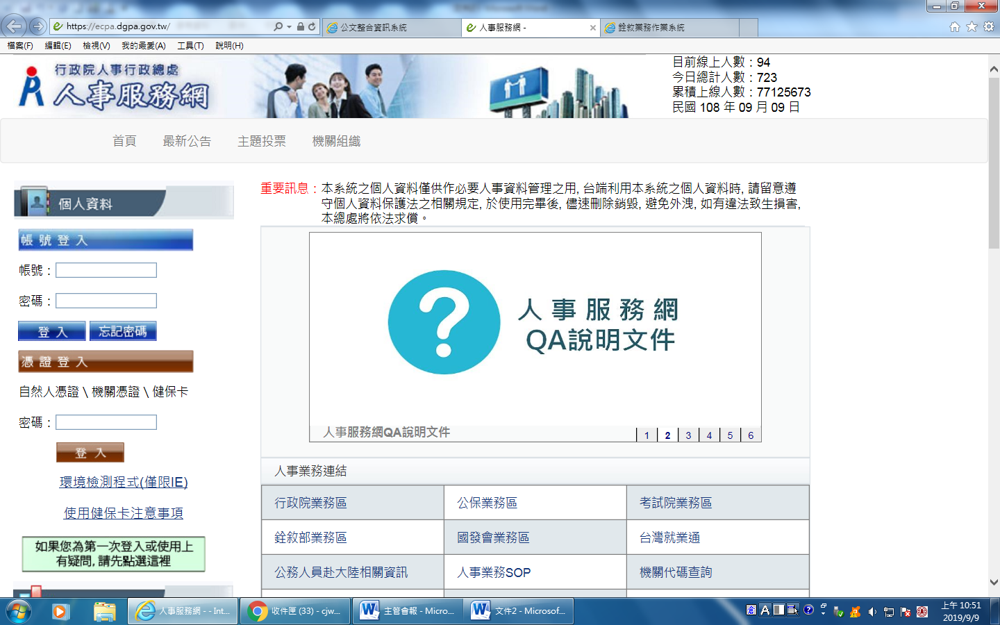 https://ecpa.dgpa.gov.tw/
公文整合資訊系統
人事服務網 -
銓敘業務作業系統
檔案(F) 編輯(E) 檢視(V) 我的最愛(A) 工具(T) 說明(H)
行政院人事行政總處
人事服務網
目前線上人數：94
今日總計人數：723
累積上線人數：77125673
民國 108 年 09 月 09 日
首頁 最新公告 主題投票 機關組織
個人資料
帳 號 登 入
帳號：
密碼：
登 入 忘記密碼
憑 證 登 入
自然人憑證 \ 機關憑證 \ 健保卡
密碼：
登 入
環境檢測程式(僅限IE)
使用健保卡注意事項
如果您為第一次登入或使用上
有疑問, 請先點選這裡
重要訊息：本系統之個人資料僅供作必要人事資料管理之用, 台端利用本系統之個人資料時, 請留意遵
守個人資料保護法之相關規定, 於使用完畢後, 儘速刪除銷毀, 避免外洩, 如有違法致生損害,
本總處將依法求償。
?
人事服務網
QA說明文件
人事服務網QA說明文件
1 2 3 4 5 6
人事業務連結
行政院業務區 公保業務區 考試院業務區
銓敘部業務區 國發會業務區 台灣就業通
公務人員赴大陸相關資訊 人事業務SOP 機關代碼查詢
人事服務網 - - Int...
收件匣 (33) - cjw...
主管會報 - Micro...
文件2 - Microsof...
上午 10:51
2019/9/9